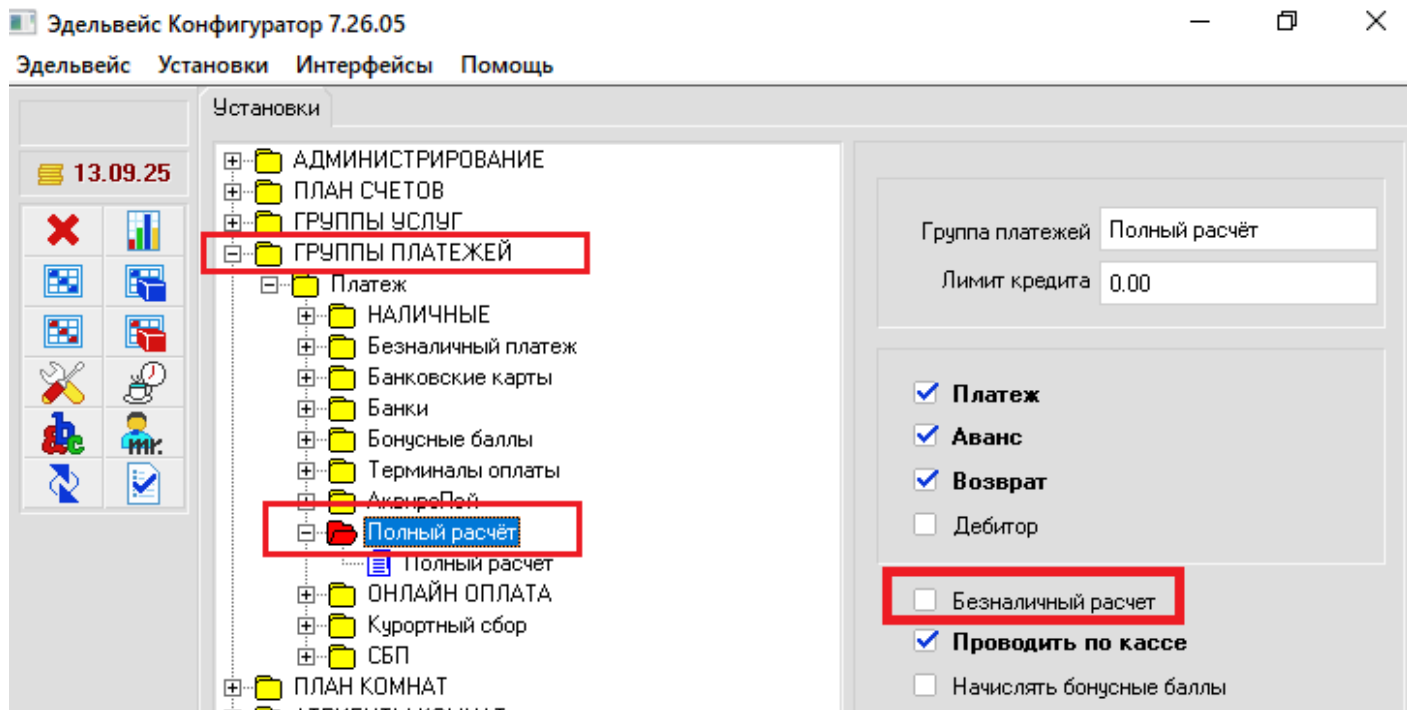 Эдельвейс Конфигуратор 7.26.05
Эдельвейс Установки Интерфейсы Помощь
Установки
13.09.25
АДМИНИСТРИРОВАНИЕ
ПЛАН СЧЕТОВ
ГРУППЫ УСЛУГ
ГРУППЫ ПЛАТЕЖЕЙ
Платеж
НАЛИЧНЫЕ
Безналичный платеж
Банковские карты
Банки
Бонусные баллы
Терминалы оплаты
АквироПэй
Полный расчёт
Полный расчет
ОНЛАЙН ОПЛАТА
Курортный сбор
СБП
ПЛАН КОМНАТ
Группа платежей Полный расчёт
Лимит кредита 0.00
Платеж
Аванс
Возврат
Дебитор
Безналичный расчет
Проводить по кассе
Начислять бонусные баллы